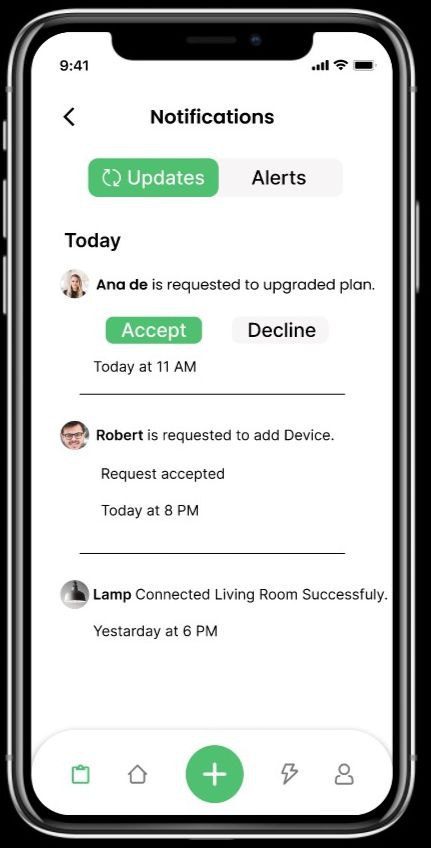 9:41
Notifications
Updates Alerts
Today
Ana de is requested to upgraded plan.
Accept Decline
Today at 11 AM
Robert is requested to add Device.
Request accepted
Today at 8 PM
Lamp Connected Living Room Successfuly.
Yestarday at 6 PM